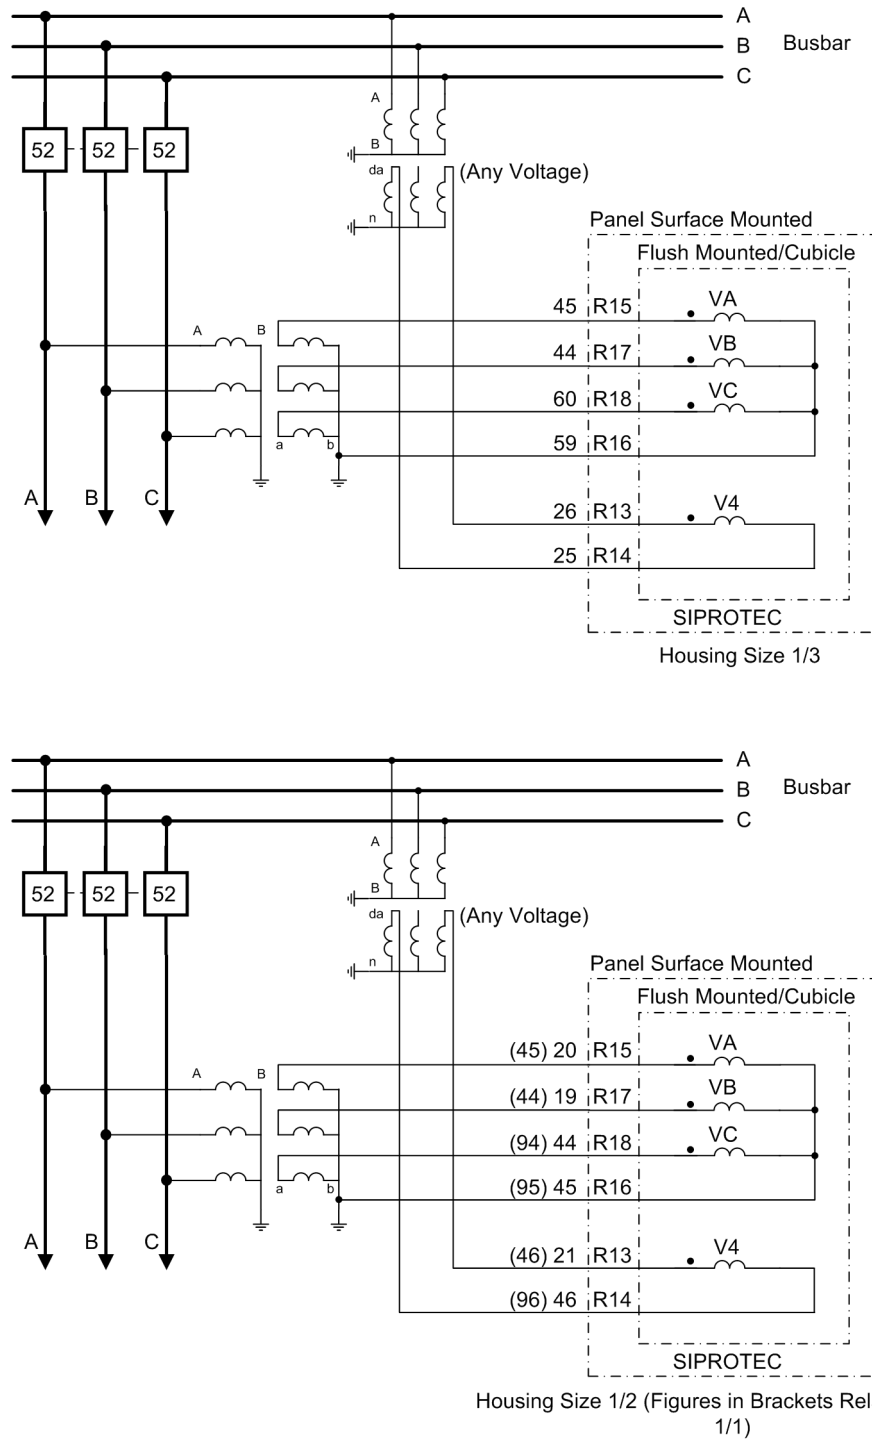 A
B Busbar
C
A
52 52 52
B
da
(Any Voltage)
n
Panel Surface Mounted
Flush Mounted/Cubicle
45 R15 VA
A B
44 R17 VB
60 R18 VC
a b
59 R16
A B C
26 R13 V4
25 R14
SIPROTEC
Housing Size 1/3
A
B Busbar
C
A
52 52 52
B
da
(Any Voltage)
n
Panel Surface Mounted
Flush Mounted/Cubicle
(45) 20 R15 VA
A B
(44) 19 R17 VB
(94) 44 R18 VC
a b
(95) 45 R16
A B C
(46) 21 R13 V4
(96) 46 R14
SIPROTEC
Housing Size 1/2 (Figures in Brackets Rel
1/1)